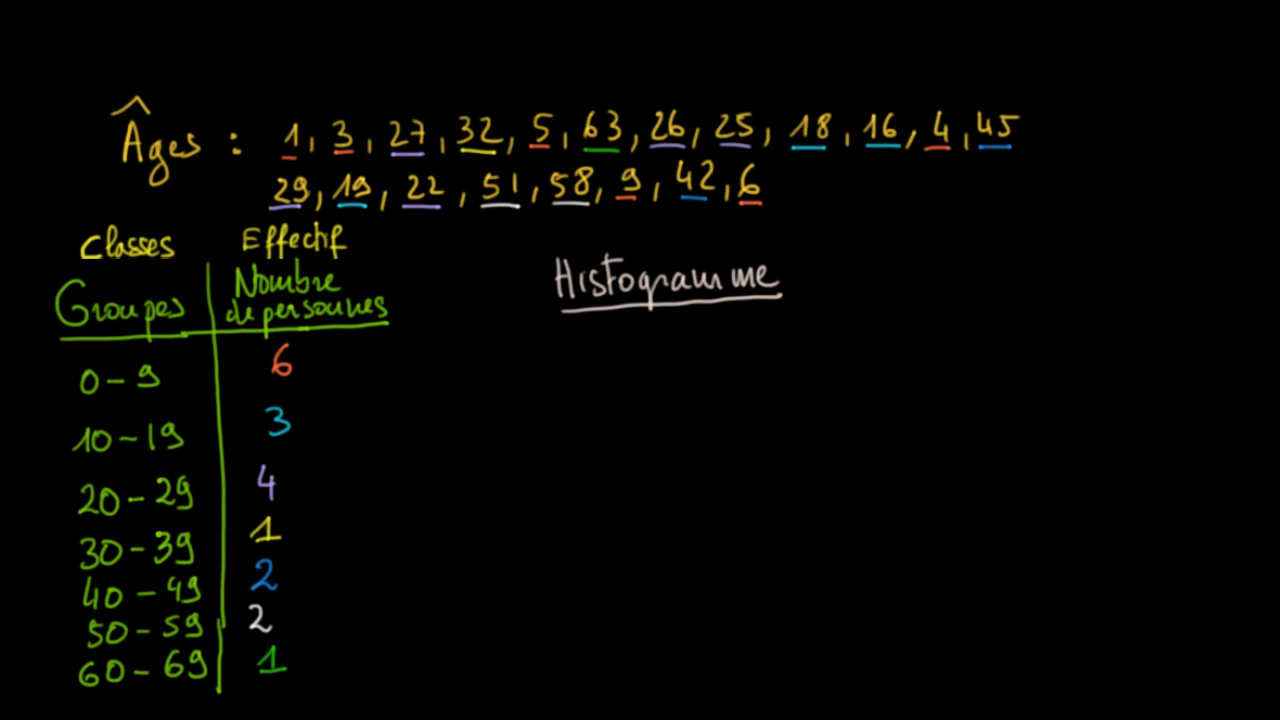 Âges : 1, 3, 27, 32, 5, 63, 26, 25, 18, 16, 4, 45
29, 19, 22, 51, 58, 9, 42, 6
Classes Effectif
Groupes Nombre de personnes
Histogramme
0 - 9 6
10 - 19 3
20 - 29 4
30 - 39 1
40 - 49 2
50 - 59 2
60 - 69 1